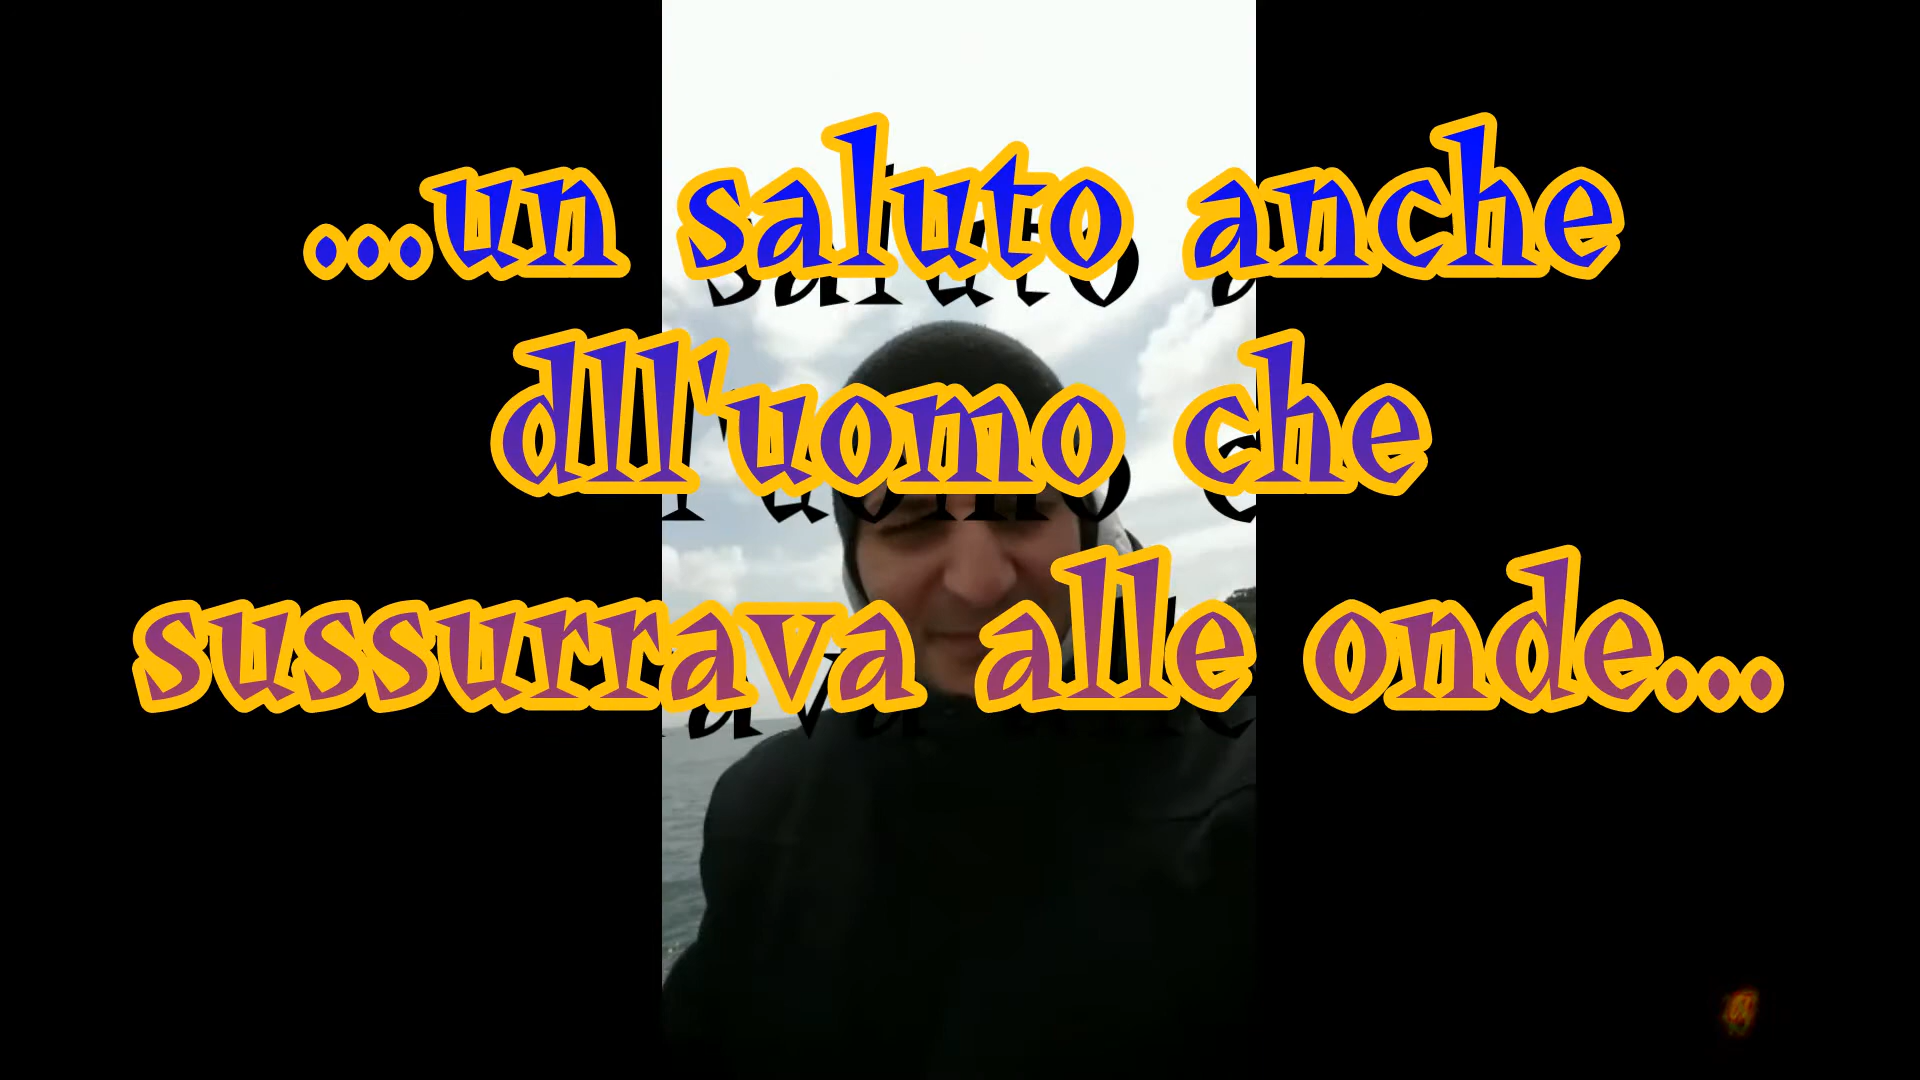 ...un saluto anche
dll'uomo che
sussurrava alle onde...